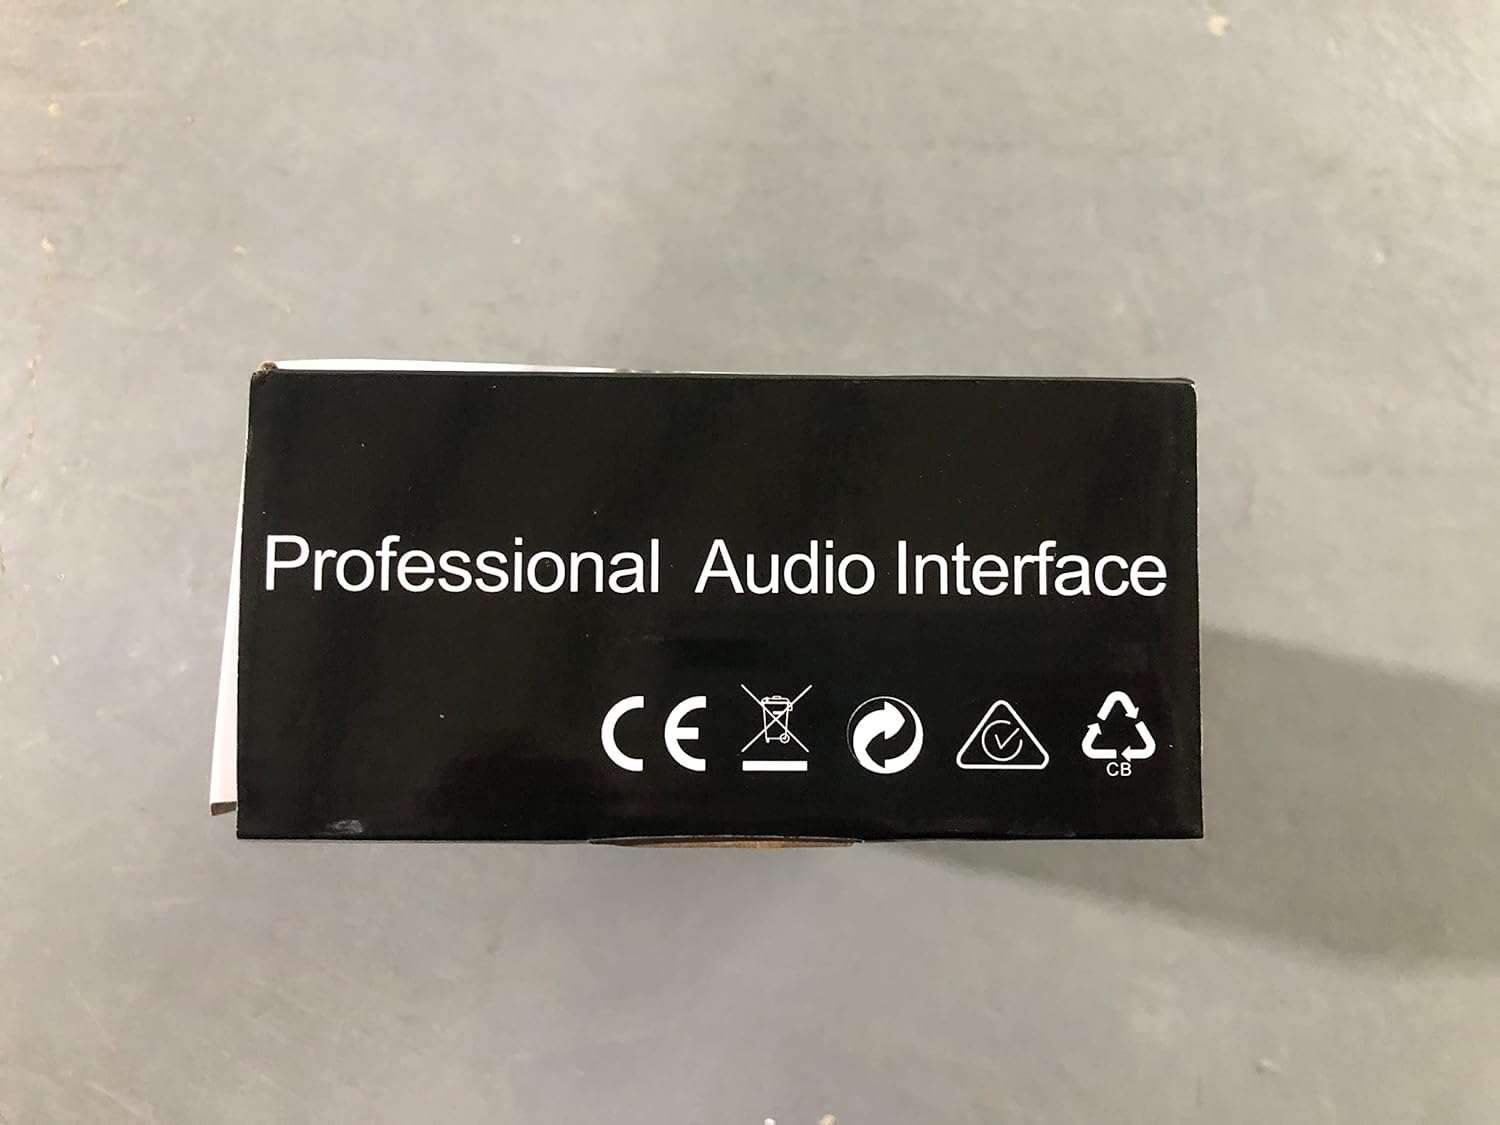 Professional Audio Interface
CE
CB